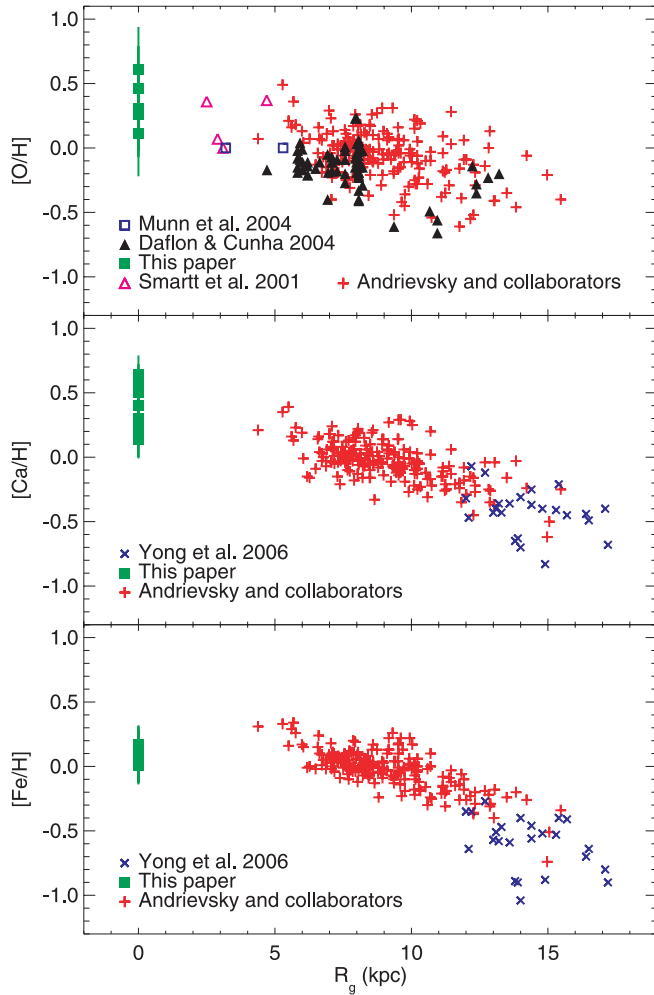 1.0
0.5
0.0
-0.5
-1.0
[O/H]
Munn et al. 2004
Daflon & Cunha 2004
This paper
Smartt et al. 2001
Andrievsky and collaborators
1.0
0.5
0.0
-0.5
-1.0
[Ca/H]
Yong et al. 2006
This paper
Andrievsky and collaborators
1.0
0.5
0.0
-0.5
-1.0
[Fe/H]
Yong et al. 2006
This paper
Andrievsky and collaborators
0 5 10 15
R_g (kpc)